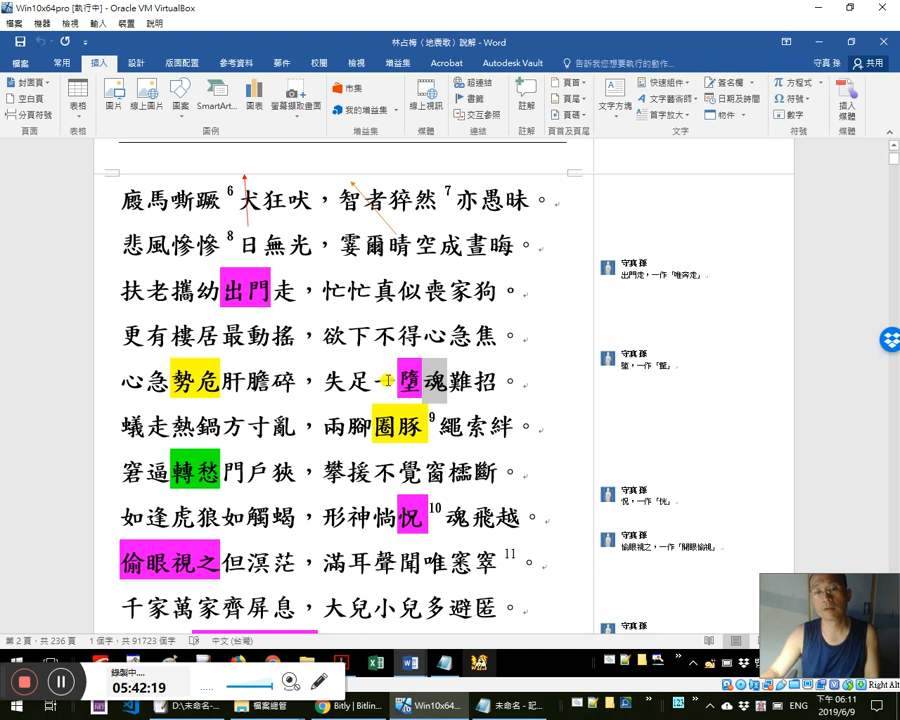 Win10x64pro [執行中] - Oracle VM VirtualBox
檔案 機器 檢視 輸入 裝置 說明
林占梅〈地震歌〉說解 - Word
檔案 常用 插入 設計 版面配置 參考資料 郵件 校閱 檢視 增益集 Acrobat Autodesk Vault 告訴我您想要執行的動作... 守真 孫 共用
封面頁 空白頁 分頁符號 頁面
表格 表格
圖片 線上圖片 圖案 SmartArt... 圖表 螢幕擷取畫面 圖例
市集 我的增益集 增益集
線上視訊 媒體
超連結 書籤 交互參照 連結
註解 註解
頁首 頁尾 頁碼 頁首及頁尾
文字方塊 快速組件 文字藝術師 首字放大 簽名欄 日期及時間 物件 文字
方程式 符號 數字 符號
插入媒體 媒體
廄馬嘶蹶6犬狂吠，智者猝然7亦愚昧。
悲風慘慘8日無光，霎爾晴空成晝晦。
扶老攜幼出門走，忙忙真似喪家狗。
更有樓居最動搖，欲下不得心急焦。
心急勢危肝膽碎，失足一墮魂難招。
蟻走熱鍋方寸亂，兩腳圈豚9繩索絆。
窘逼轉愁門戶狹，攀援不覺窗櫺斷。
如逢虎狼如觸蝎，形神惝怳10魂飛越。
偷眼視之但溟茫，滿耳聲聞唯窸窣11。
千家萬家齊屏息，大兒小兒多避匿。
守真 孫
出門走，一作「唯奔走」
守真 孫
守真 孫
怳，一作「恍」
守真 孫
偷眼視之，一作「開眼偷視」
守真 孫
第 2 頁，共 236 頁 1 個字，共 91723 個字 中文 (台灣)
錄製中....
05:42:19
Right Alt
D:\未命名-... 檔案總管 Bitly | Bitlin... Win10x64... 未命名 - 記... ENG
下午 06:11
2019/6/9